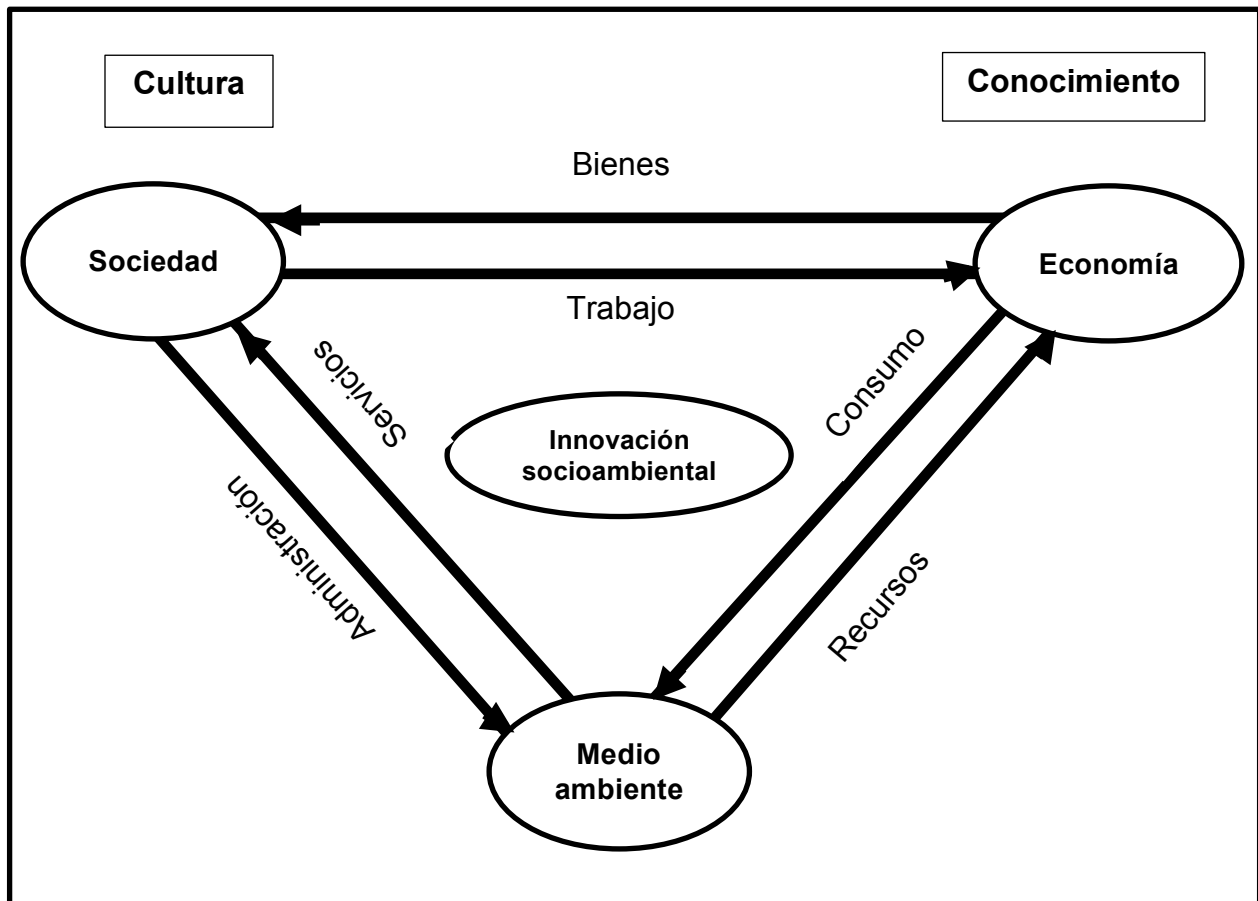 Cultura
Conocimiento
Bienes
Sociedad
Economía
Trabajo
Servicios
Consumo
Innovación
socioambiental
Administración
Recursos
Medio
ambiente